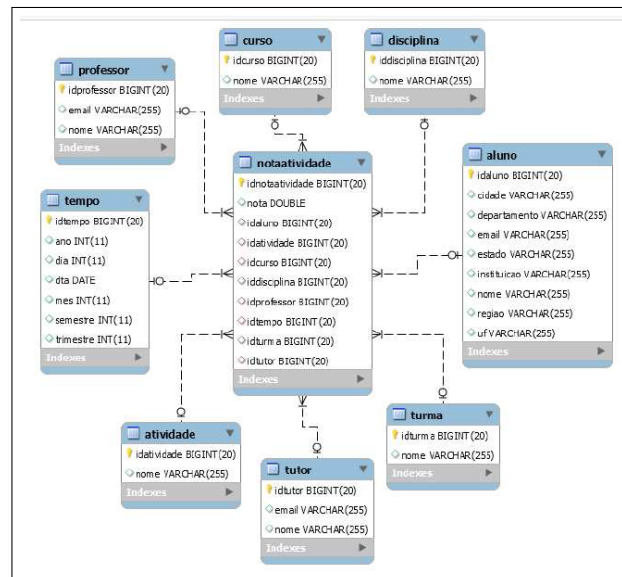 curso
idcurso BIGINT(20)
nome VARCHAR(255)
Indexes
disciplina
iddisciplina BIGINT(20)
nome VARCHAR(255)
Indexes
professor
idprofessor BIGINT(20)
email VARCHAR(255)
nome VARCHAR(255)
Indexes
notaatividade
idnotaatividade BIGINT(20)
nota DOUBLE
idaluno BIGINT(20)
idatividade BIGINT(20)
idcurso BIGINT(20)
iddisciplina BIGINT(20)
idprofessor BIGINT(20)
idtempo BIGINT(20)
idturma BIGINT(20)
idtutor BIGINT(20)
Indexes
aluno
idaluno BIGINT(20)
cidade VARCHAR(255)
departamento VARCHAR(255)
email VARCHAR(255)
estado VARCHAR(255)
instituicao VARCHAR(255)
nome VARCHAR(255)
regiao VARCHAR(255)
uf VARCHAR(255)
Indexes
tempo
idtempo BIGINT(20)
ano INT(11)
dia INT(11)
dta DATE
mes INT(11)
semestre INT(11)
trimestre INT(11)
Indexes
atividade
idatividade BIGINT(20)
nome VARCHAR(255)
Indexes
tutor
idtutor BIGINT(20)
email VARCHAR(255)
nome VARCHAR(255)
Indexes
turma
idturma BIGINT(20)
nome VARCHAR(255)
Indexes